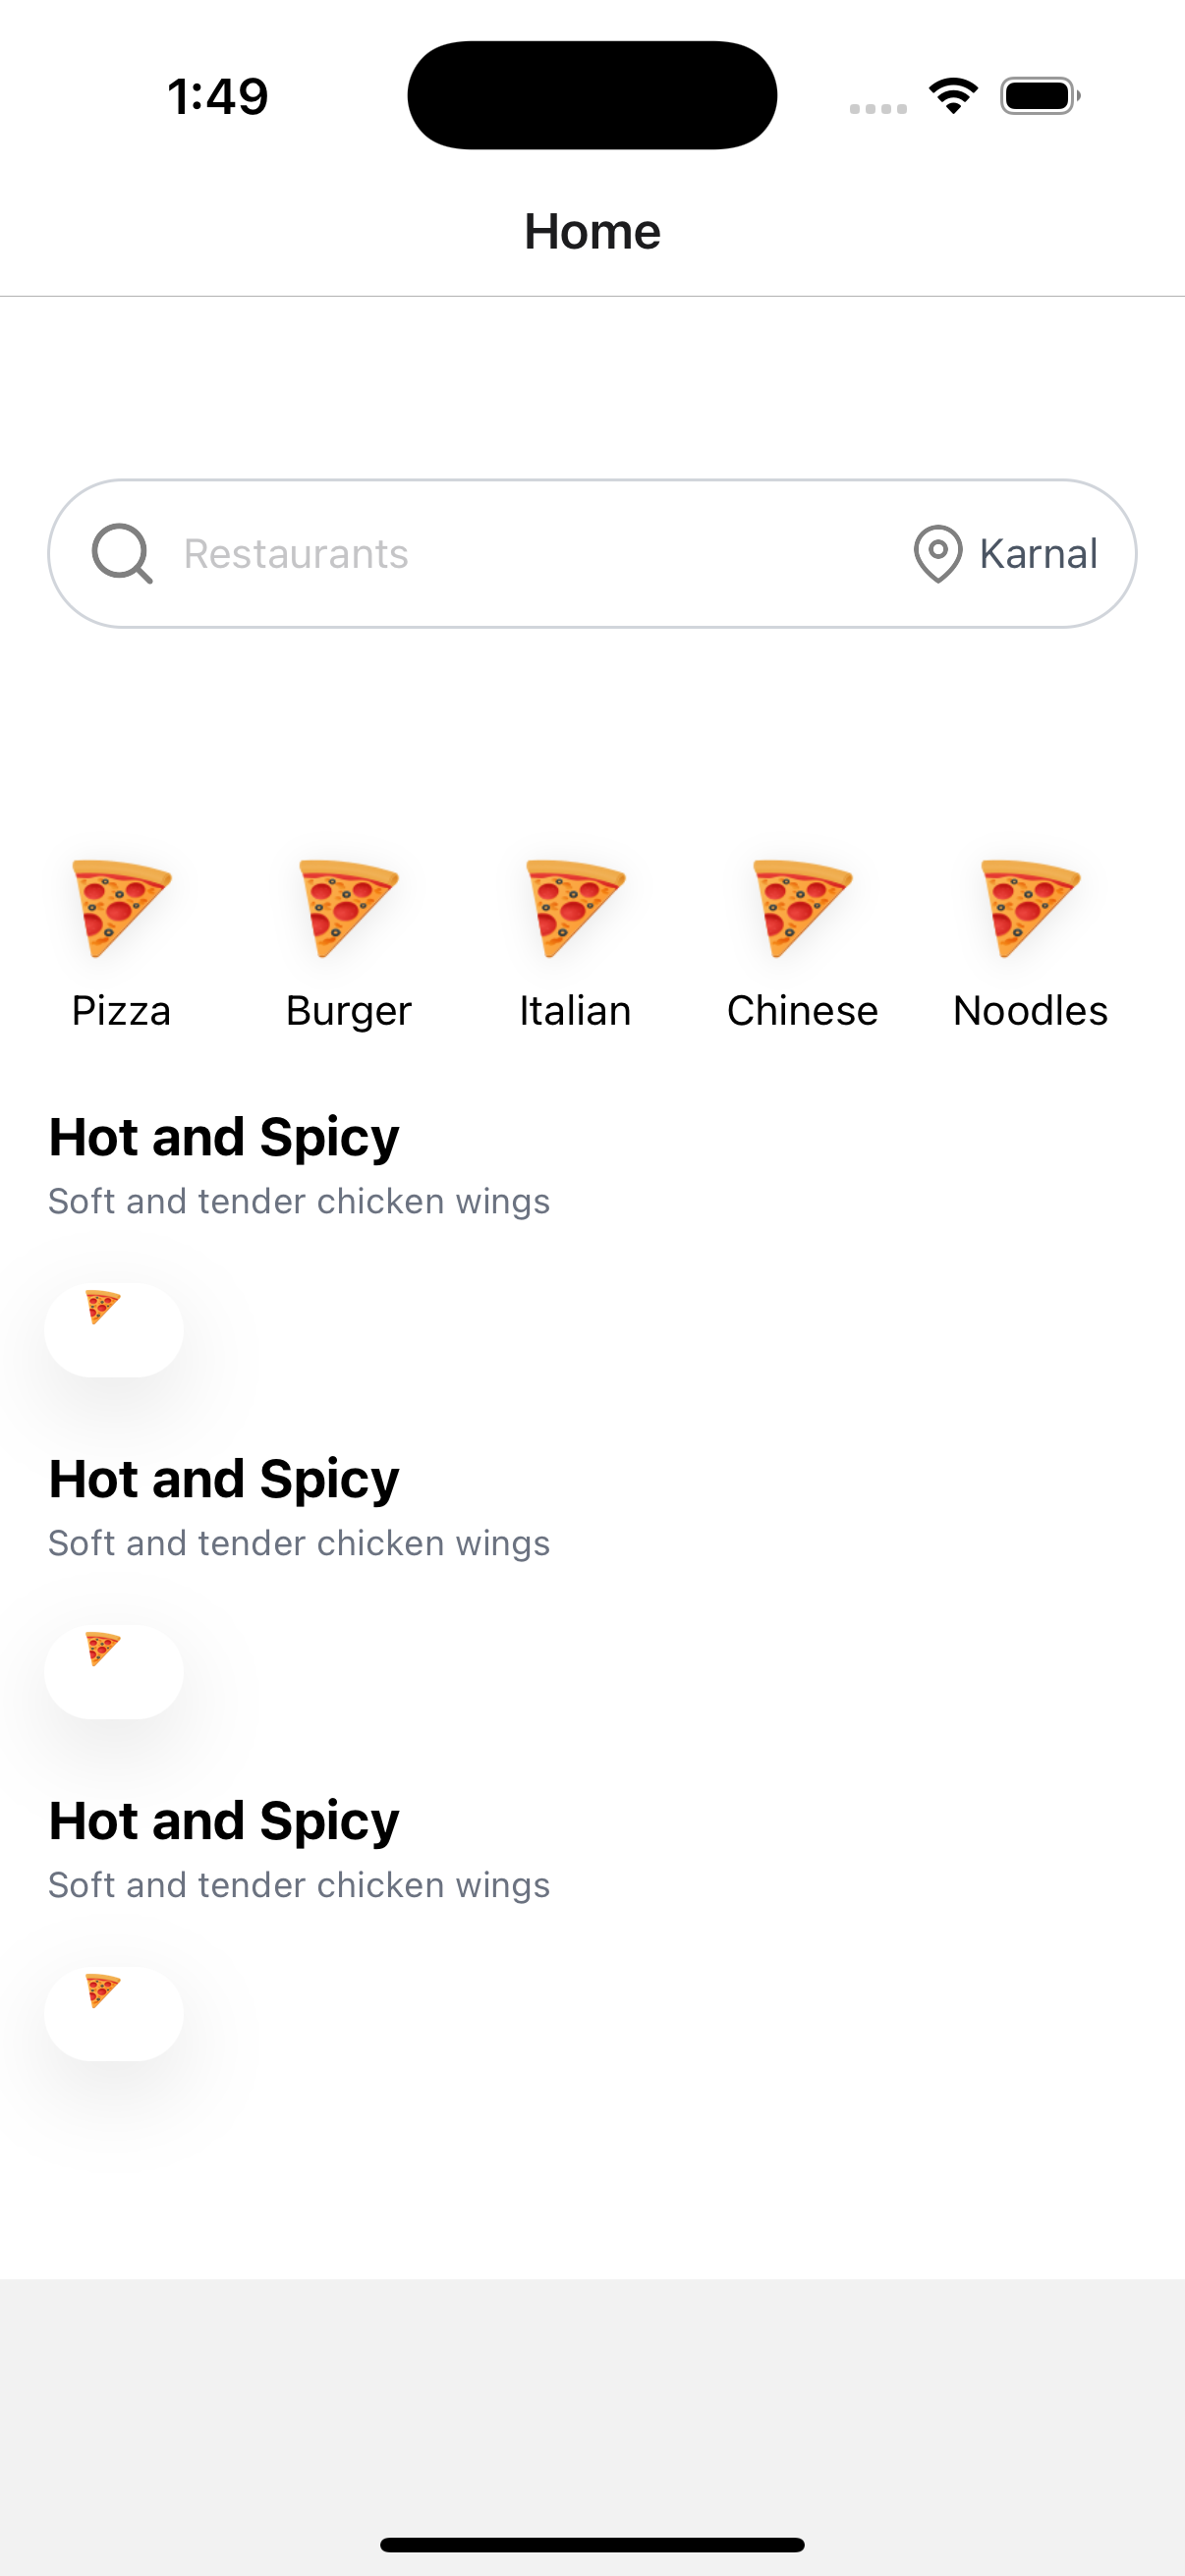 1:49
Home
Restaurants
Karnal
Pizza
Burger
Italian
Chinese
Noodles
Hot and Spicy
Soft and tender chicken wings
Hot and Spicy
Soft and tender chicken wings
Hot and Spicy
Soft and tender chicken wings